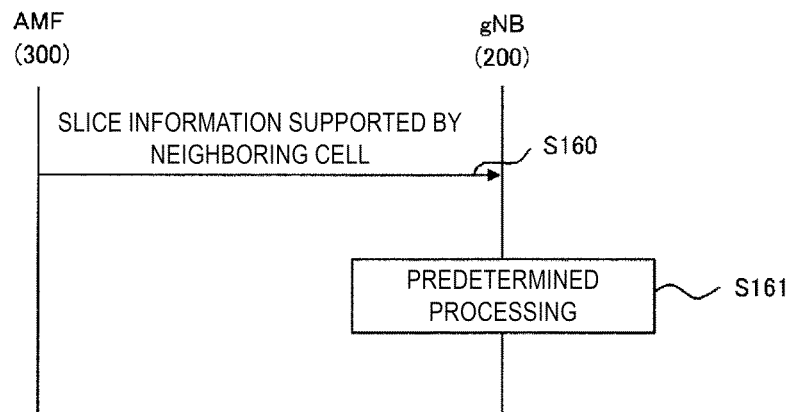 AMF
(300)
gNB
(200)
SLICE INFORMATION SUPPORTED BY
NEIGHBORING CELL
S160
PREDETERMINED
PROCESSING
S161